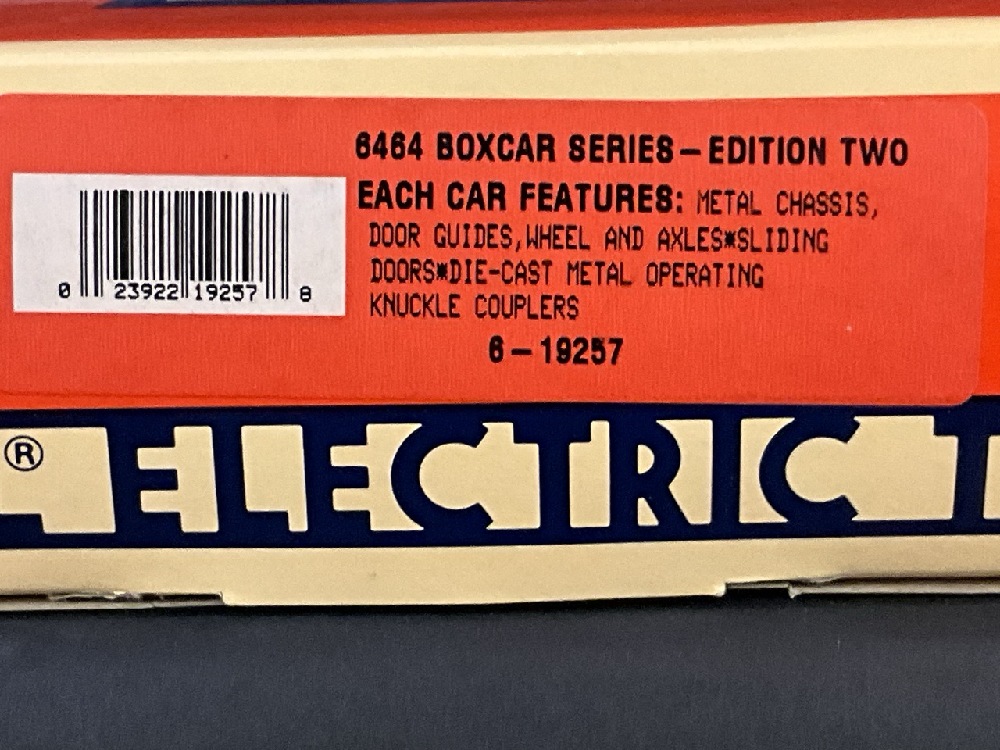 6464 BOXCAR SERIES—EDITION TWO
EACH CAR FEATURES: METAL CHASSIS,
DOOR GUIDES,WHEEL AND AXLES*SLIDING
DOORS*DIE-CAST METAL OPERATING
KNUCKLE COUPLERS
6—19257
0 23922 19257 8
® ELECTRIC T